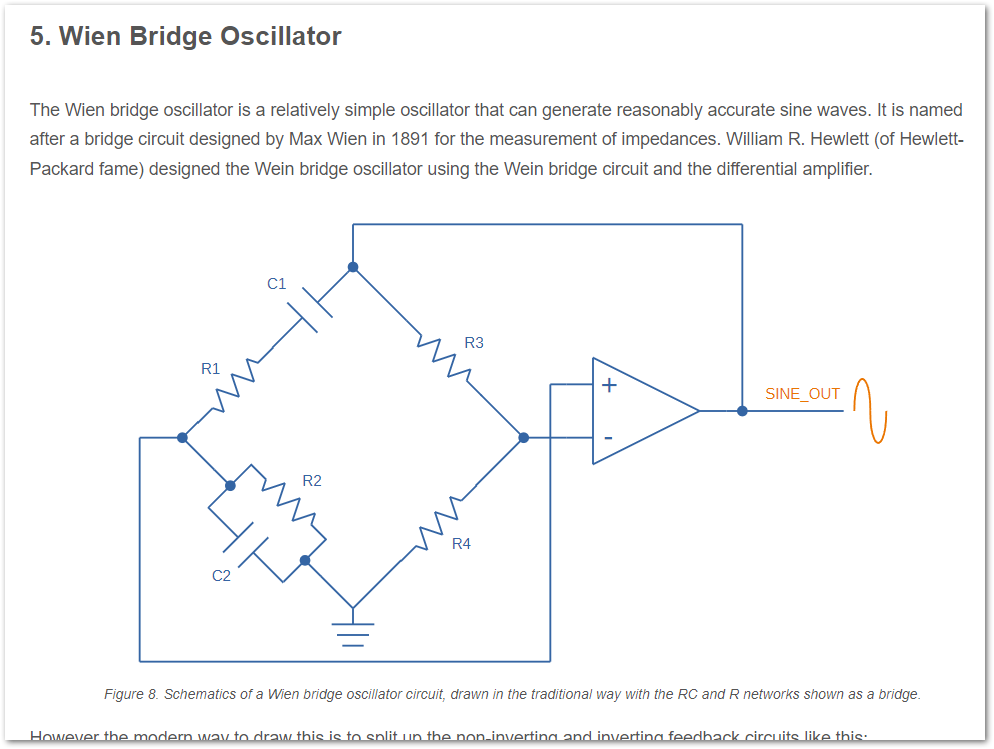 5. Wien Bridge Oscillator
The Wien bridge oscillator is a relatively simple oscillator that can generate reasonably accurate sine waves. It is named
after a bridge circuit designed by Max Wien in 1891 for the measurement of impedances. William R. Hewlett (of Hewlett-
Packard fame) designed the Wein bridge oscillator using the Wein bridge circuit and the differential amplifier.
C1
R3
R1
+
SINE_OUT
-
R2
R4
C2
Figure 8. Schematics of a Wien bridge oscillator circuit, drawn in the traditional way with the RC and R networks shown as a bridge.
However the modern way to draw this is to split up the non-inverting and inverting feedback circuits like this: